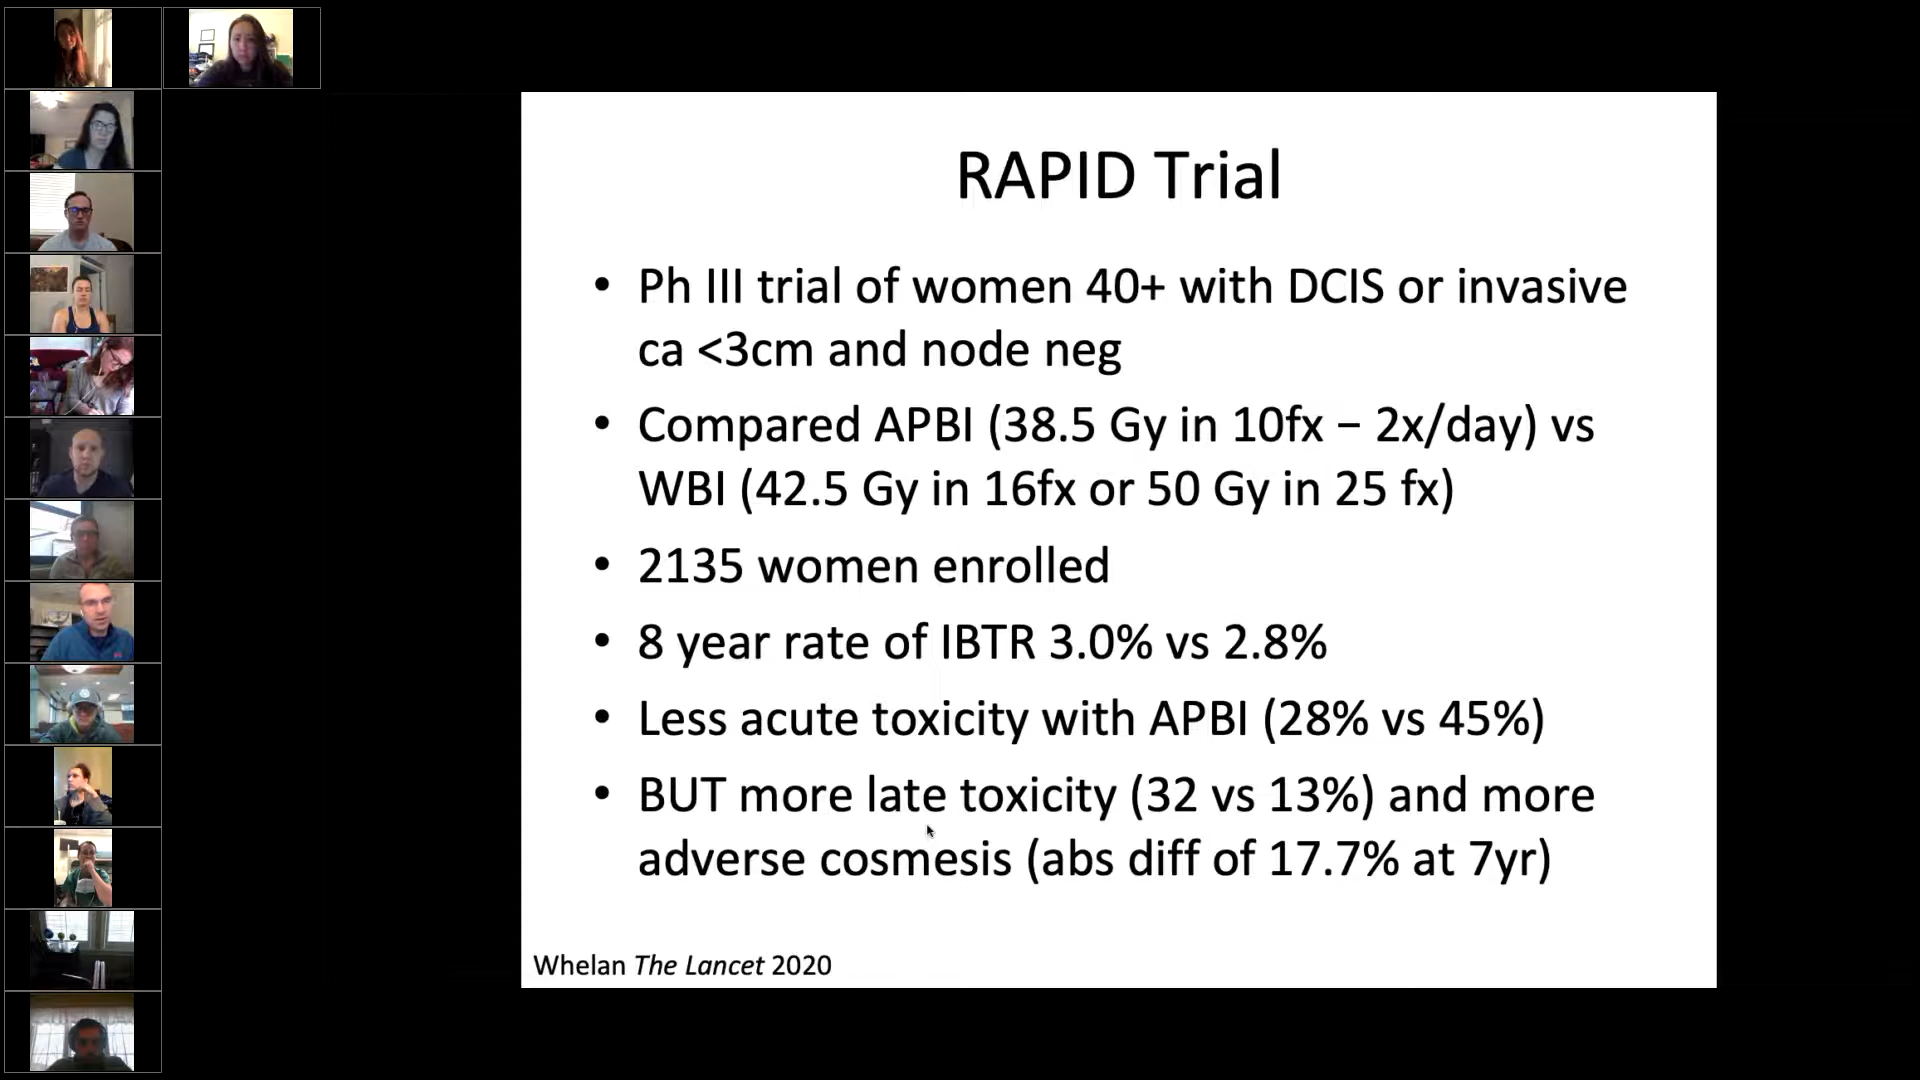 RAPID Trial
• Ph III trial of women 40+ with DCIS or invasive
ca <3cm and node neg
• Compared APBI (38.5 Gy in 10fx – 2x/day) vs
WBI (42.5 Gy in 16fx or 50 Gy in 25 fx)
• 2135 women enrolled
• 8 year rate of IBTR 3.0% vs 2.8%
• Less acute toxicity with APBI (28% vs 45%)
• BUT more late toxicity (32 vs 13%) and more
adverse cosmesis (abs diff of 17.7% at 7yr)
Whelan The Lancet 2020